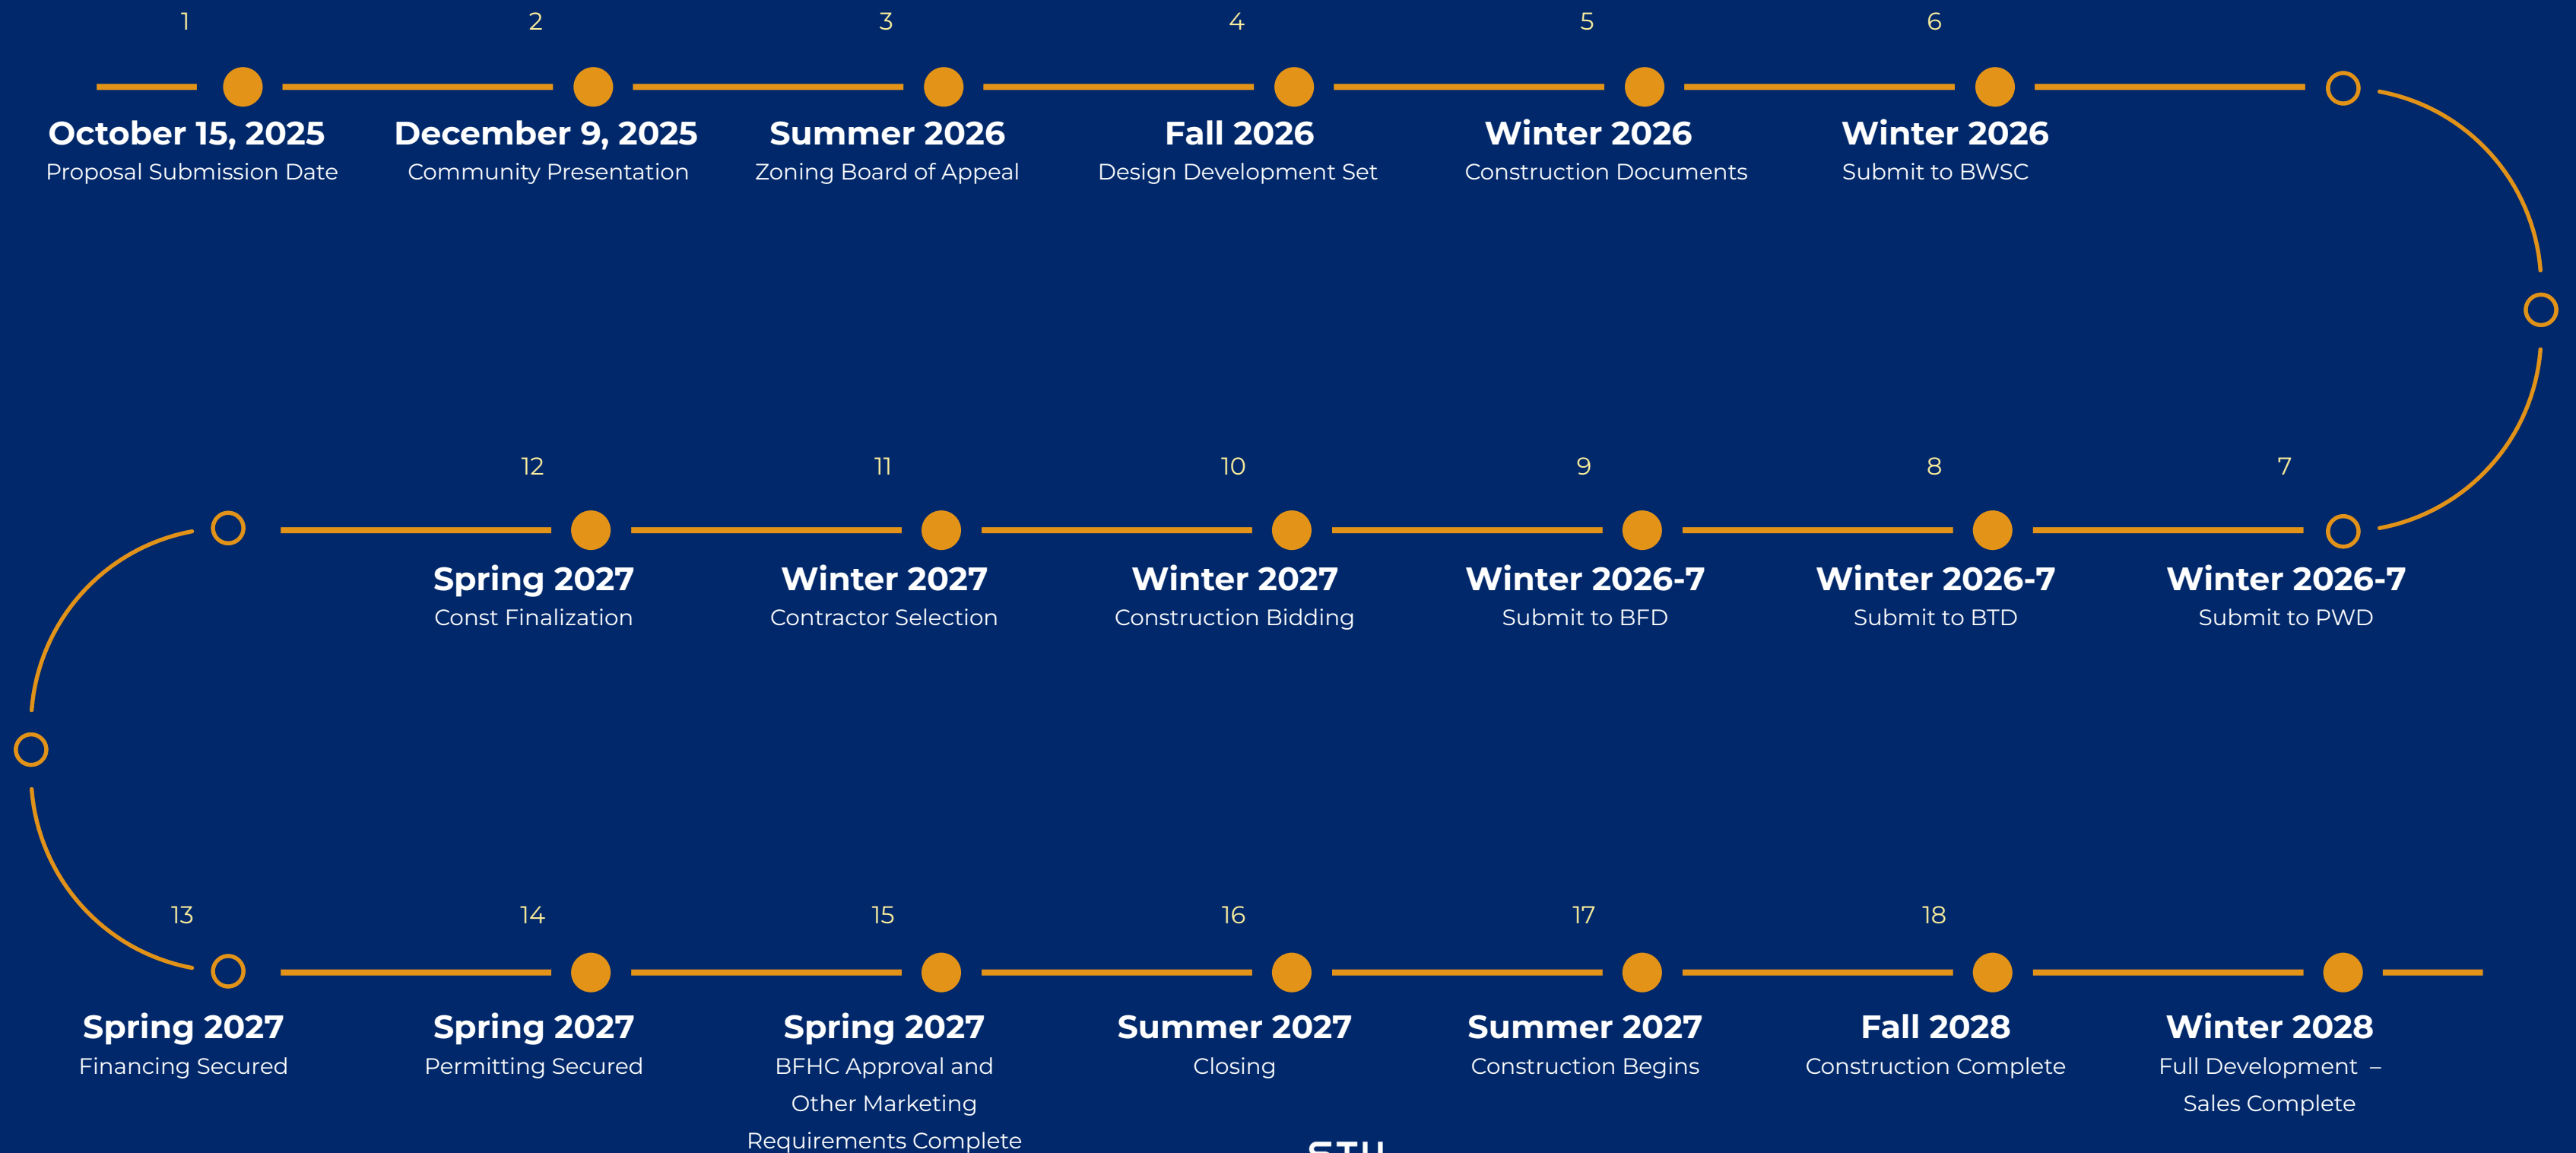 1
2
3
4
5
6
October 15, 2025
Proposal Submission Date
December 9, 2025
Community Presentation
Summer 2026
Zoning Board of Appeal
Fall 2026
Design Development Set
Winter 2026
Construction Documents
Winter 2026
Submit to BWSC
7
Winter 2026-7
Submit to PWD
8
Winter 2026-7
Submit to BTD
9
Winter 2026-7
Submit to BFD
10
Winter 2027
Construction Bidding
11
Winter 2027
Contractor Selection
12
Spring 2027
Const Finalization
13
Spring 2027
Financing Secured
14
Spring 2027
Permitting Secured
15
Spring 2027
BFHC Approval and
Other Marketing
Requirements Complete
16
Summer 2027
Closing
17
Summer 2027
Construction Begins
18
Fall 2028
Construction Complete
Winter 2028
Full Development –
Sales Complete